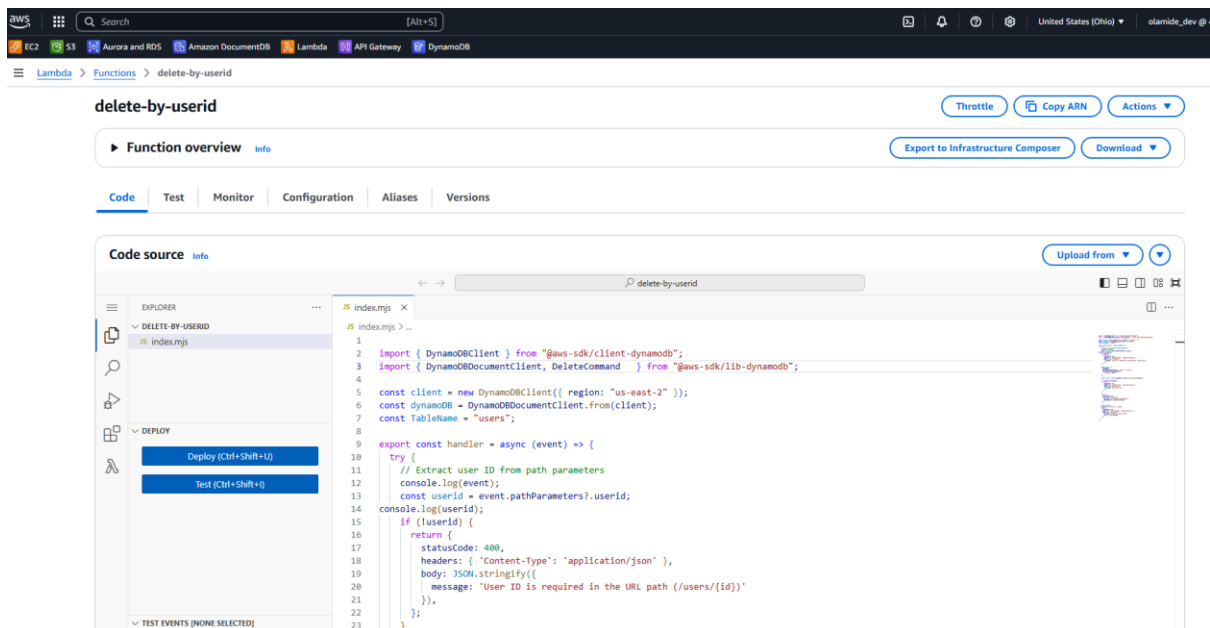 aws Search [Alt+S] United States (Ohio) ▼ olamide_dev @
EC2 S3 Aurora and RDS Amazon DocumentDB Lambda API Gateway DynamoDB
Lambda > Functions > delete-by-userid
delete-by-userid Throttle Copy ARN Actions ▼
▶ Function overview Info Export to Infrastructure Composer Download ▼
Code Test Monitor Configuration Aliases Versions
Code source Info Upload from ▼
← → delete-by-userid
EXPLORER ... JS index.mjs ×
DELETE-BY-USERID JS index.mjs > ...
JS index.mjs 1
2 import { DynamoDBClient } from "@aws-sdk/client-dynamodb";
3 import { DynamoDBDocumentClient, DeleteCommand   } from "@aws-sdk/lib-dynamodb";
4
5 const client = new DynamoDBClient({ region: "us-east-2" });
6 const dynamoDB = DynamoDBDocumentClient.from(client);
7 const TableName = "users";
8
DEPLOY
9 export const handler = async (event) => {
10 try {
Deploy (Ctrl+Shift+U)
11 // Extract user ID from path parameters
12 console.log(event);
Test (Ctrl+Shift+I)
13 const userid = event.pathParameters?.userid;
14 console.log(userid);
15 if (!userid) {
16 return {
17 statusCode: 400,
18 headers: { 'Content-Type': 'application/json' },
19 body: JSON.stringify({
20 message: 'User ID is required in the URL path (/users/{id})'
21 }),
22 };
TEST EVENTS [NONE SELECTED]
23 }